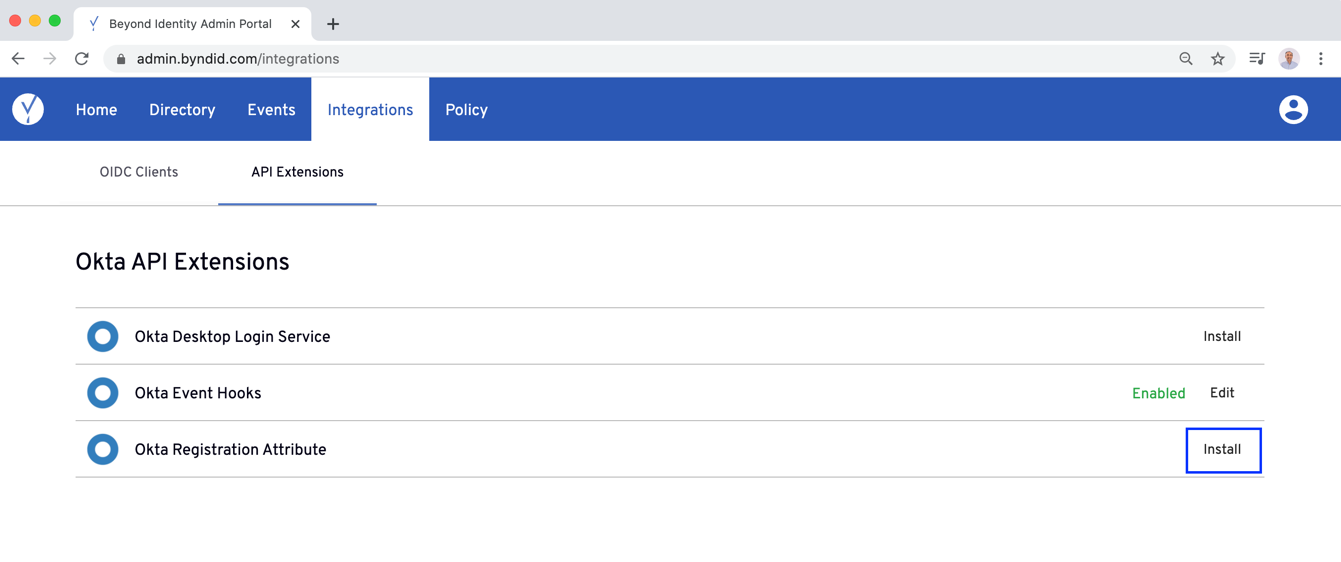 Beyond Identity Admin Portal
admin.byndid.com/integrations
Home Directory Events Integrations Policy
OIDC Clients API Extensions
Okta API Extensions
Okta Desktop Login Service Install
Okta Event Hooks Enabled Edit
Okta Registration Attribute Install